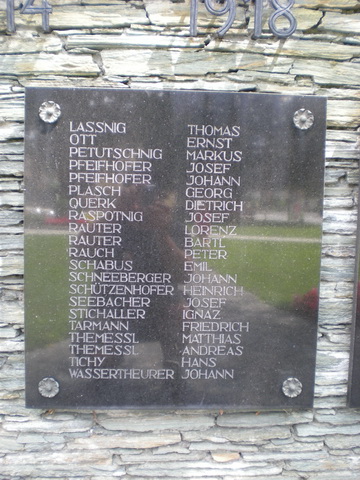 14 1918
LASSNIG THOMAS
OTT ERNST
PETUTSCHNIG MARKUS
PFEIFHOFER JOSEF
PFEIFHOFER JOHANN
PLASCH GEORG
QUERK DIETRICH
RASPOTNIG JOSEF
RAUTER LORENZ
RAUTER BARTL
RAUCH PETER
SCHABUS EMIL
SCHNEEBERGER JOHANN
SCHÜTZENHOFER HEINRICH
SEEBACHER JOSEF
STICHALLER IGNAZ
TARMANN FRIEDRICH
THEMESSL MATTHIAS
THEMESSL ANDREAS
TICHY HANS
WASSERTHEURER JOHANN